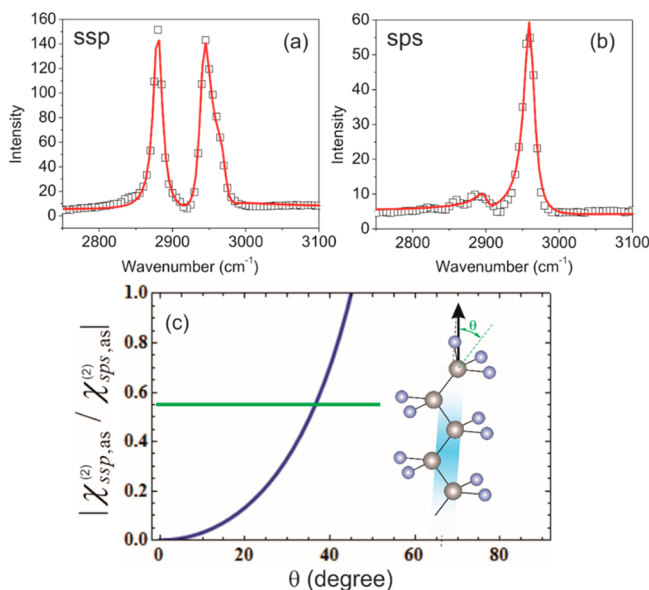 ssp
(a)
Intensity
160
140
120
100
80
60
40
20
0
2800
2900
3000
3100
Wavenumber (cm⁻¹)
sps
(b)
Intensity
60
50
40
30
20
10
0
2800
2900
3000
3100
Wavenumber (cm⁻¹)
(c)
|χ⁽²⁾ssp,as / χ⁽²⁾sps,as|
1.0
0.8
0.6
0.4
0.2
0.0
0
20
40
60
80
θ (degree)
θ